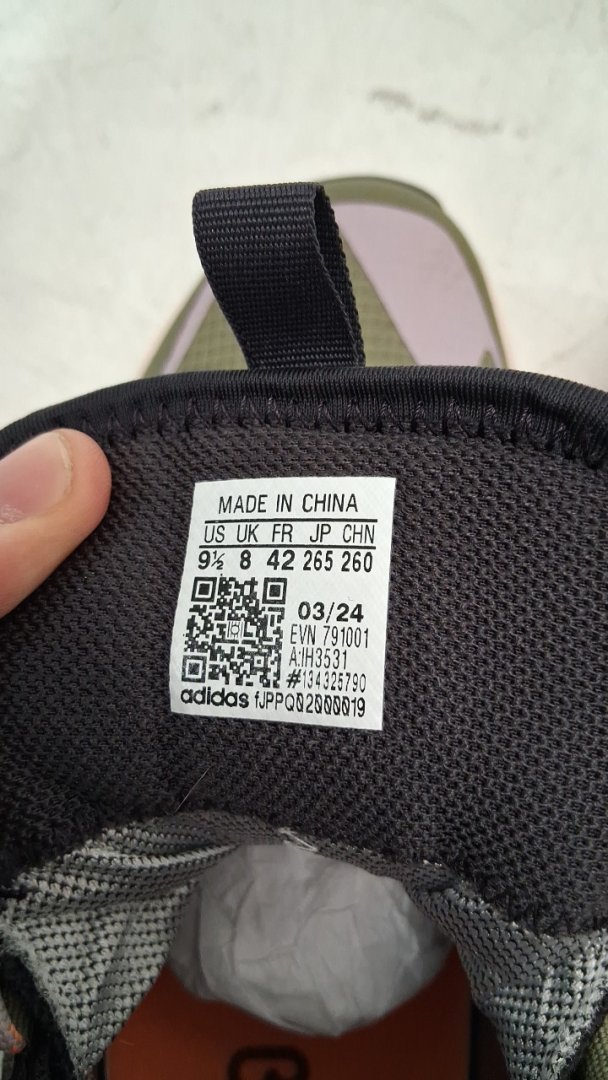 MADE IN CHINA
US UK FR JP CHN
9½ 8 42 265 260
03/24
EVN 791001
A:IH3531
#134325790
adidas fJPPQ02000019